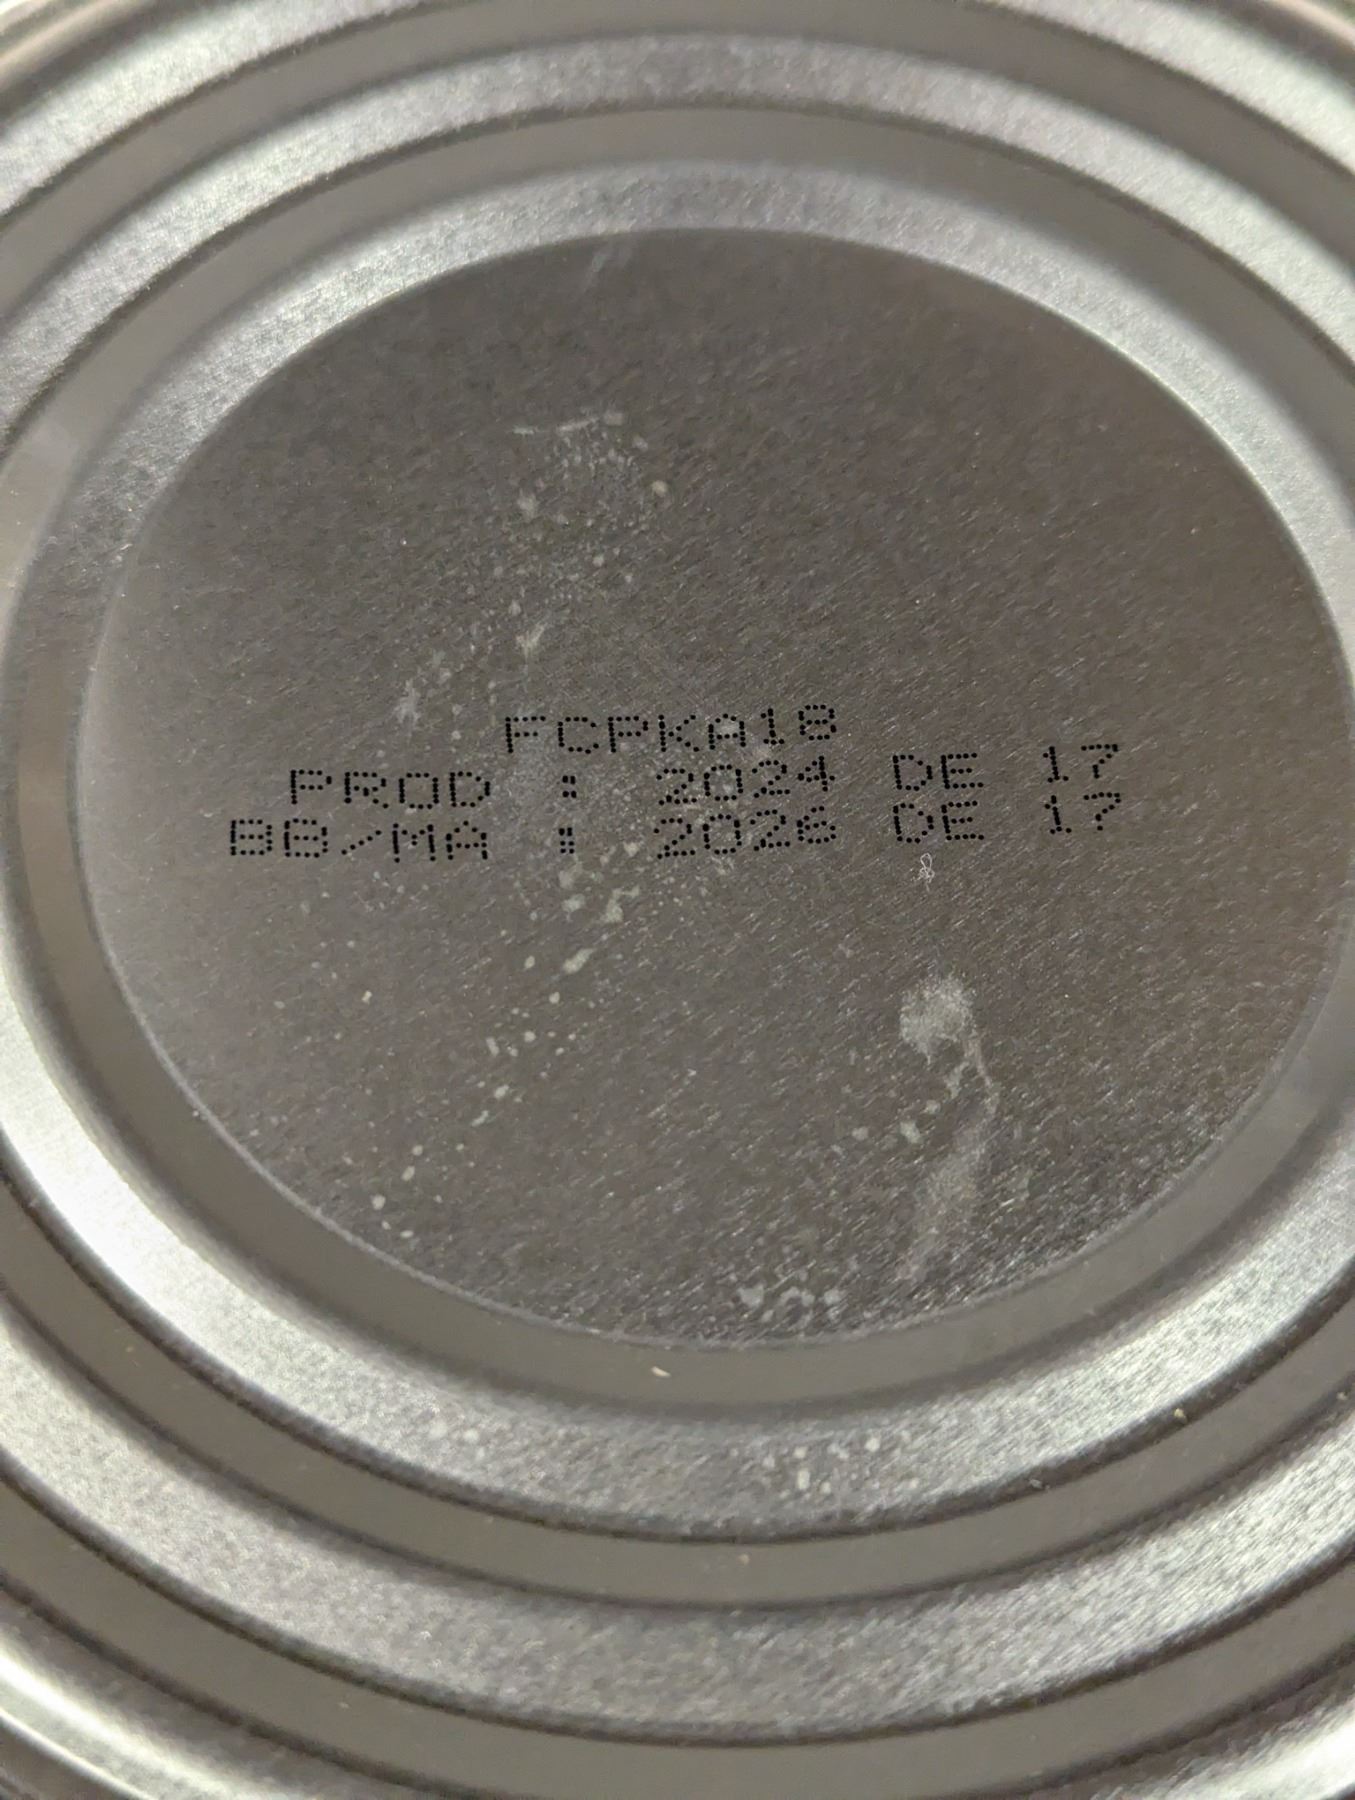 FCPKA18
PROD : 2024 DE 17
BB/MA : 2026 DE 17